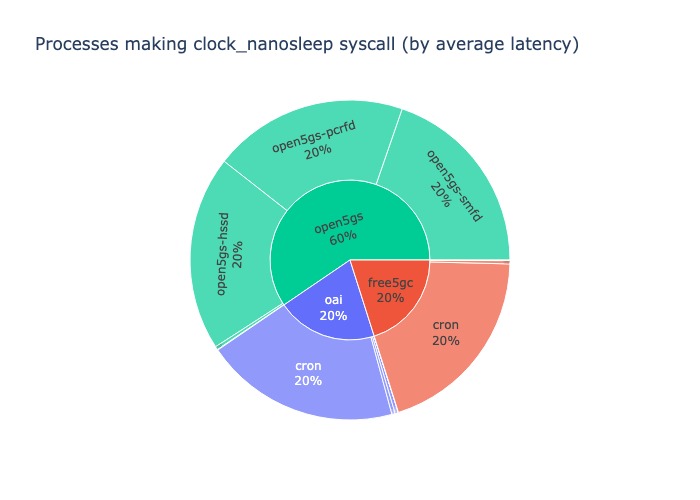 Processes making clock_nanosleep syscall (by average latency)
open5gs-pcrfd
20%
open5gs-smfd
20%
open5gs-hssd
20%
open5gs
60%
oai
20%
free5gc
20%
cron
20%
cron
20%